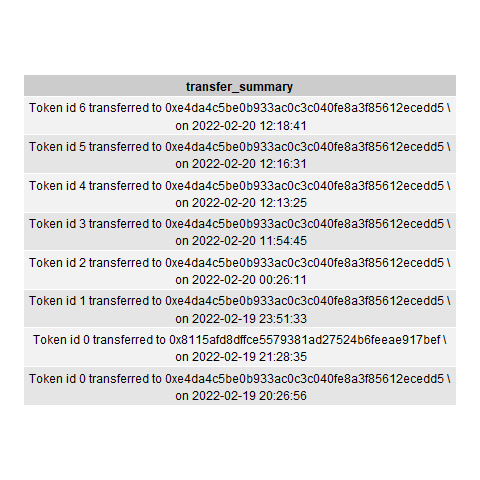 transfer_summary
Token id 6 transferred to 0xe4da4c5be0b933ac0c3c040fe8a3f85612ecedd5 \
on 2022-02-20 12:18:41
Token id 5 transferred to 0xe4da4c5be0b933ac0c3c040fe8a3f85612ecedd5 \
on 2022-02-20 12:16:31
Token id 4 transferred to 0xe4da4c5be0b933ac0c3c040fe8a3f85612ecedd5 \
on 2022-02-20 12:13:25
Token id 3 transferred to 0xe4da4c5be0b933ac0c3c040fe8a3f85612ecedd5 \
on 2022-02-20 11:54:45
Token id 2 transferred to 0xe4da4c5be0b933ac0c3c040fe8a3f85612ecedd5 \
on 2022-02-20 00:26:11
Token id 1 transferred to 0xe4da4c5be0b933ac0c3c040fe8a3f85612ecedd5 \
on 2022-02-19 23:51:33
Token id 0 transferred to 0x8115afd8dffce5579381ad27524b6feeae917bef \
on 2022-02-19 21:28:35
Token id 0 transferred to 0xe4da4c5be0b933ac0c3c040fe8a3f85612ecedd5 \
on 2022-02-19 20:26:56